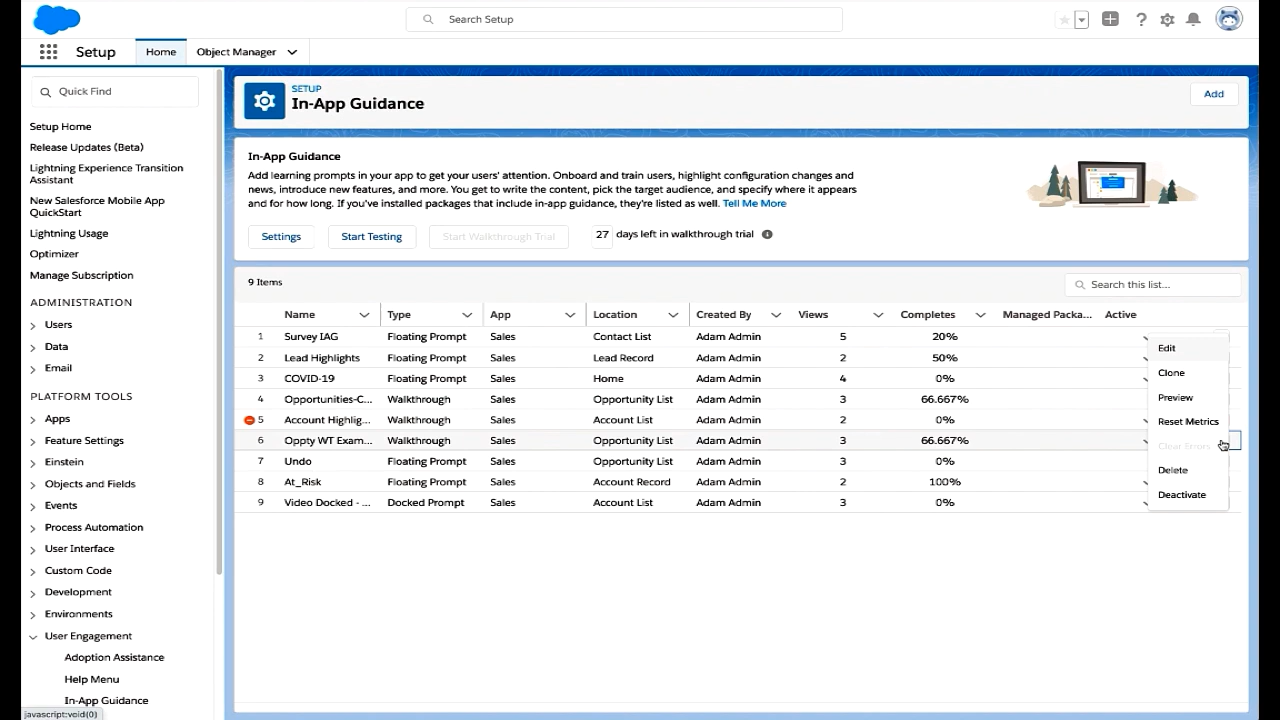 Search Setup
Setup
Home
Object Manager
Quick Find
Setup Home
Release Updates (Beta)
Lightning Experience Transition
Assistant
New Salesforce Mobile App
QuickStart
Lightning Usage
Optimizer
Manage Subscription
ADMINISTRATION
Users
Data
Email
PLATFORM TOOLS
Apps
Feature Settings
Einstein
Objects and Fields
Events
Process Automation
User Interface
Custom Code
Development
Environments
User Engagement
Adoption Assistance
Help Menu
In-App Guidance
javascript:void(0)
SETUP
In-App Guidance
Add
In-App Guidance
Add learning prompts in your app to get your users' attention. Onboard and train users, highlight configuration changes and
news, introduce new features, and more. You get to write the content, pick the target audience, and specify where it appears
and for how long. If you've installed packages that include in-app guidance, they're listed as well. Tell Me More
Settings Start Testing Start Walkthrough Trial 27 days left in walkthrough trial
9 Items
Search this list...
Name Type App Location Created By Views Completes Managed Packa... Active
1 Survey IAG Floating Prompt Sales Contact List Adam Admin 5 20%
2 Lead Highlights Floating Prompt Sales Lead Record Adam Admin 2 50%
3 COVID-19 Floating Prompt Sales Home Adam Admin 4 0%
4 Opportunities-C... Walkthrough Sales Opportunity List Adam Admin 3 66.667%
5 Account Highlig... Walkthrough Sales Account List Adam Admin 2 0%
6 Oppty WT Exam... Walkthrough Sales Opportunity List Adam Admin 3 66.667%
7 Undo Floating Prompt Sales Opportunity List Adam Admin 3 0%
8 At_Risk Floating Prompt Sales Account Record Adam Admin 2 100%
9 Video Docked - ... Docked Prompt Sales Account List Adam Admin 3 0%
Edit
Clone
Preview
Reset Metrics
Clear Errors
Delete
Deactivate